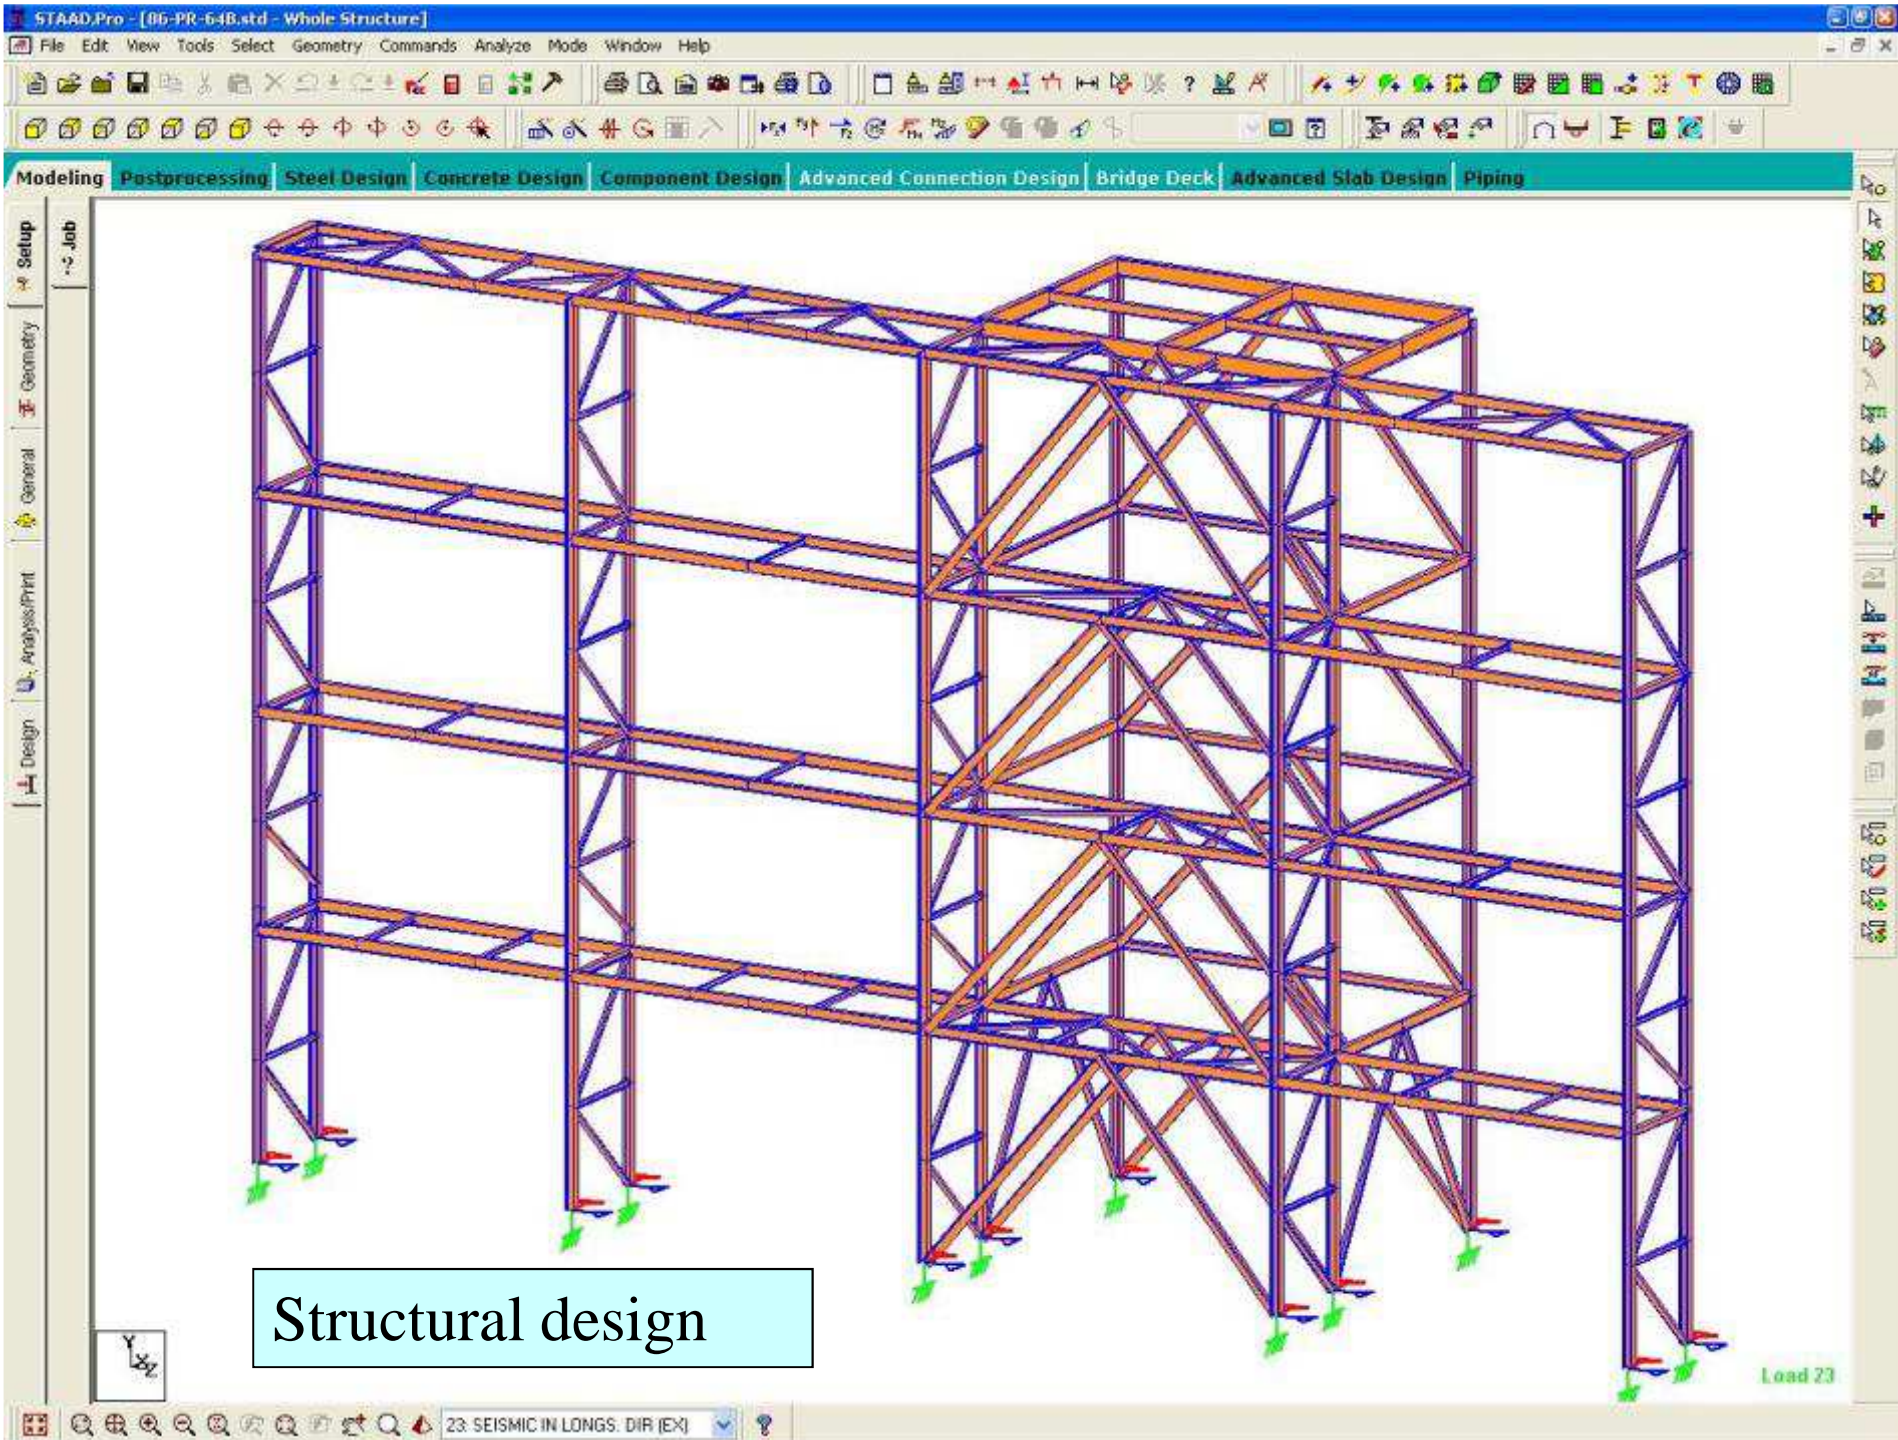 STAAD.Pro - [86-PR-64B.std - Whole Structure]
File Edit View Tools Select Geometry Commands Analyze Mode Window Help
Modeling Postprocessing Steel Design Concrete Design Component Design Advanced Connection Design Bridge Deck Advanced Slab Design Piping
Setup
Job
Geometry
General
Analysis/Print
Design
Structural design
Y
X
Z
Load 23
23: SEISMIC IN LONGS. DIR (EX)